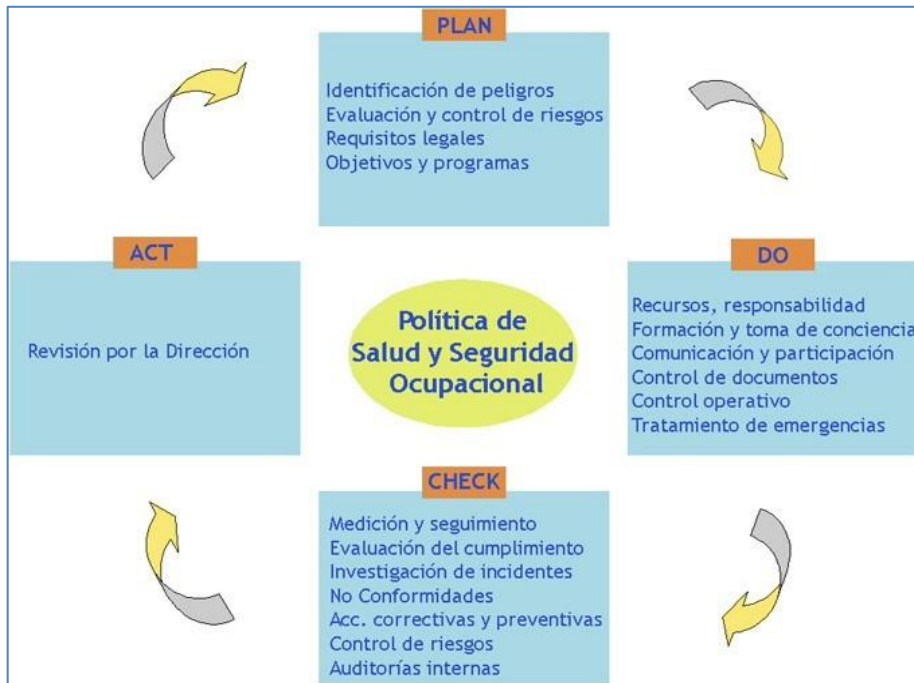 PLAN
Identificación de peligros
Evaluación y control de riesgos
Requisitos legales
Objetivos y programas
ACT
Revisión por la Dirección
Política de
Salud y Seguridad
Ocupacional
DO
Recursos, responsabilidad
Formación y toma de conciencia
Comunicación y participación
Control de documentos
Control operativo
Tratamiento de emergencias
CHECK
Medición y seguimiento
Evaluación del cumplimiento
Investigación de incidentes
No Conformidades
Acc. correctivas y preventivas
Control de riesgos
Auditorías internas